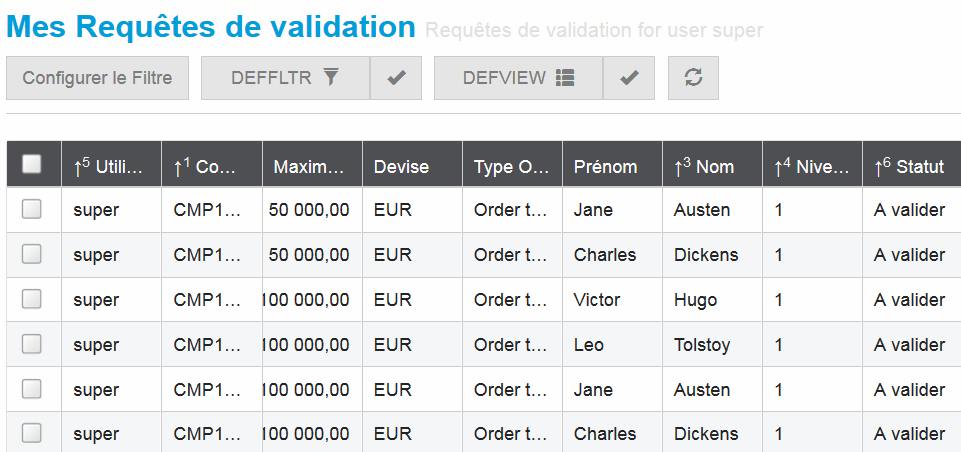 Mes Requêtes de validation Requêtes de validation for user super
Configurer le Filtre DEFFLTR DEFVIEW
↑5 Utili... ↑1 Co... Maxim... Devise Type O... Prénom ↑3 Nom ↑4 Nive... ↑6 Statut
super CMP1... 50 000,00 EUR Order t... Jane Austen 1 A valider
super CMP1... 50 000,00 EUR Order t... Charles Dickens 1 A valider
super CMP1... 100 000,00 EUR Order t... Victor Hugo 1 A valider
super CMP1... 100 000,00 EUR Order t... Leo Tolstoy 1 A valider
super CMP1... 100 000,00 EUR Order t... Jane Austen 1 A valider
super CMP1... 100 000,00 EUR Order t... Charles Dickens 1 A valider